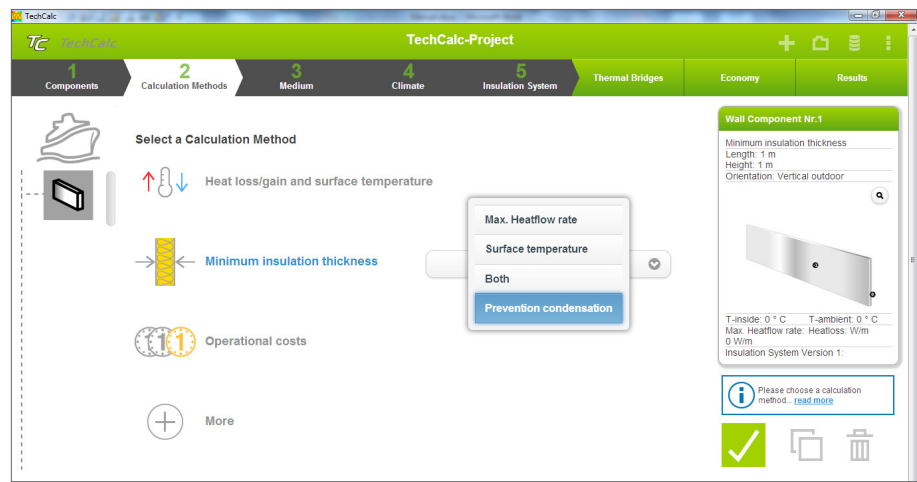 TechCalc
TC TechCalc
TechCalc-Project
1
Components
2
Calculation Methods
3
Medium
4
Climate
5
Insulation System
Thermal Bridges
Economy
Results
Select a Calculation Method
Heat loss/gain and surface temperature
Minimum insulation thickness
Operational costs
More
Max. Heatflow rate
Surface temperature
Both
Prevention condensation
Wall Component Nr.1
Minimum insulation thickness
Length: 1 m
Height: 1 m
Orientation: Vertical outdoor
T-inside: 0 ° C T-ambient: 0 ° C
Max. Heatflow rate: Heatloss: W/m
0 W/m
Insulation System Version 1:
Please choose a calculation
method... read more